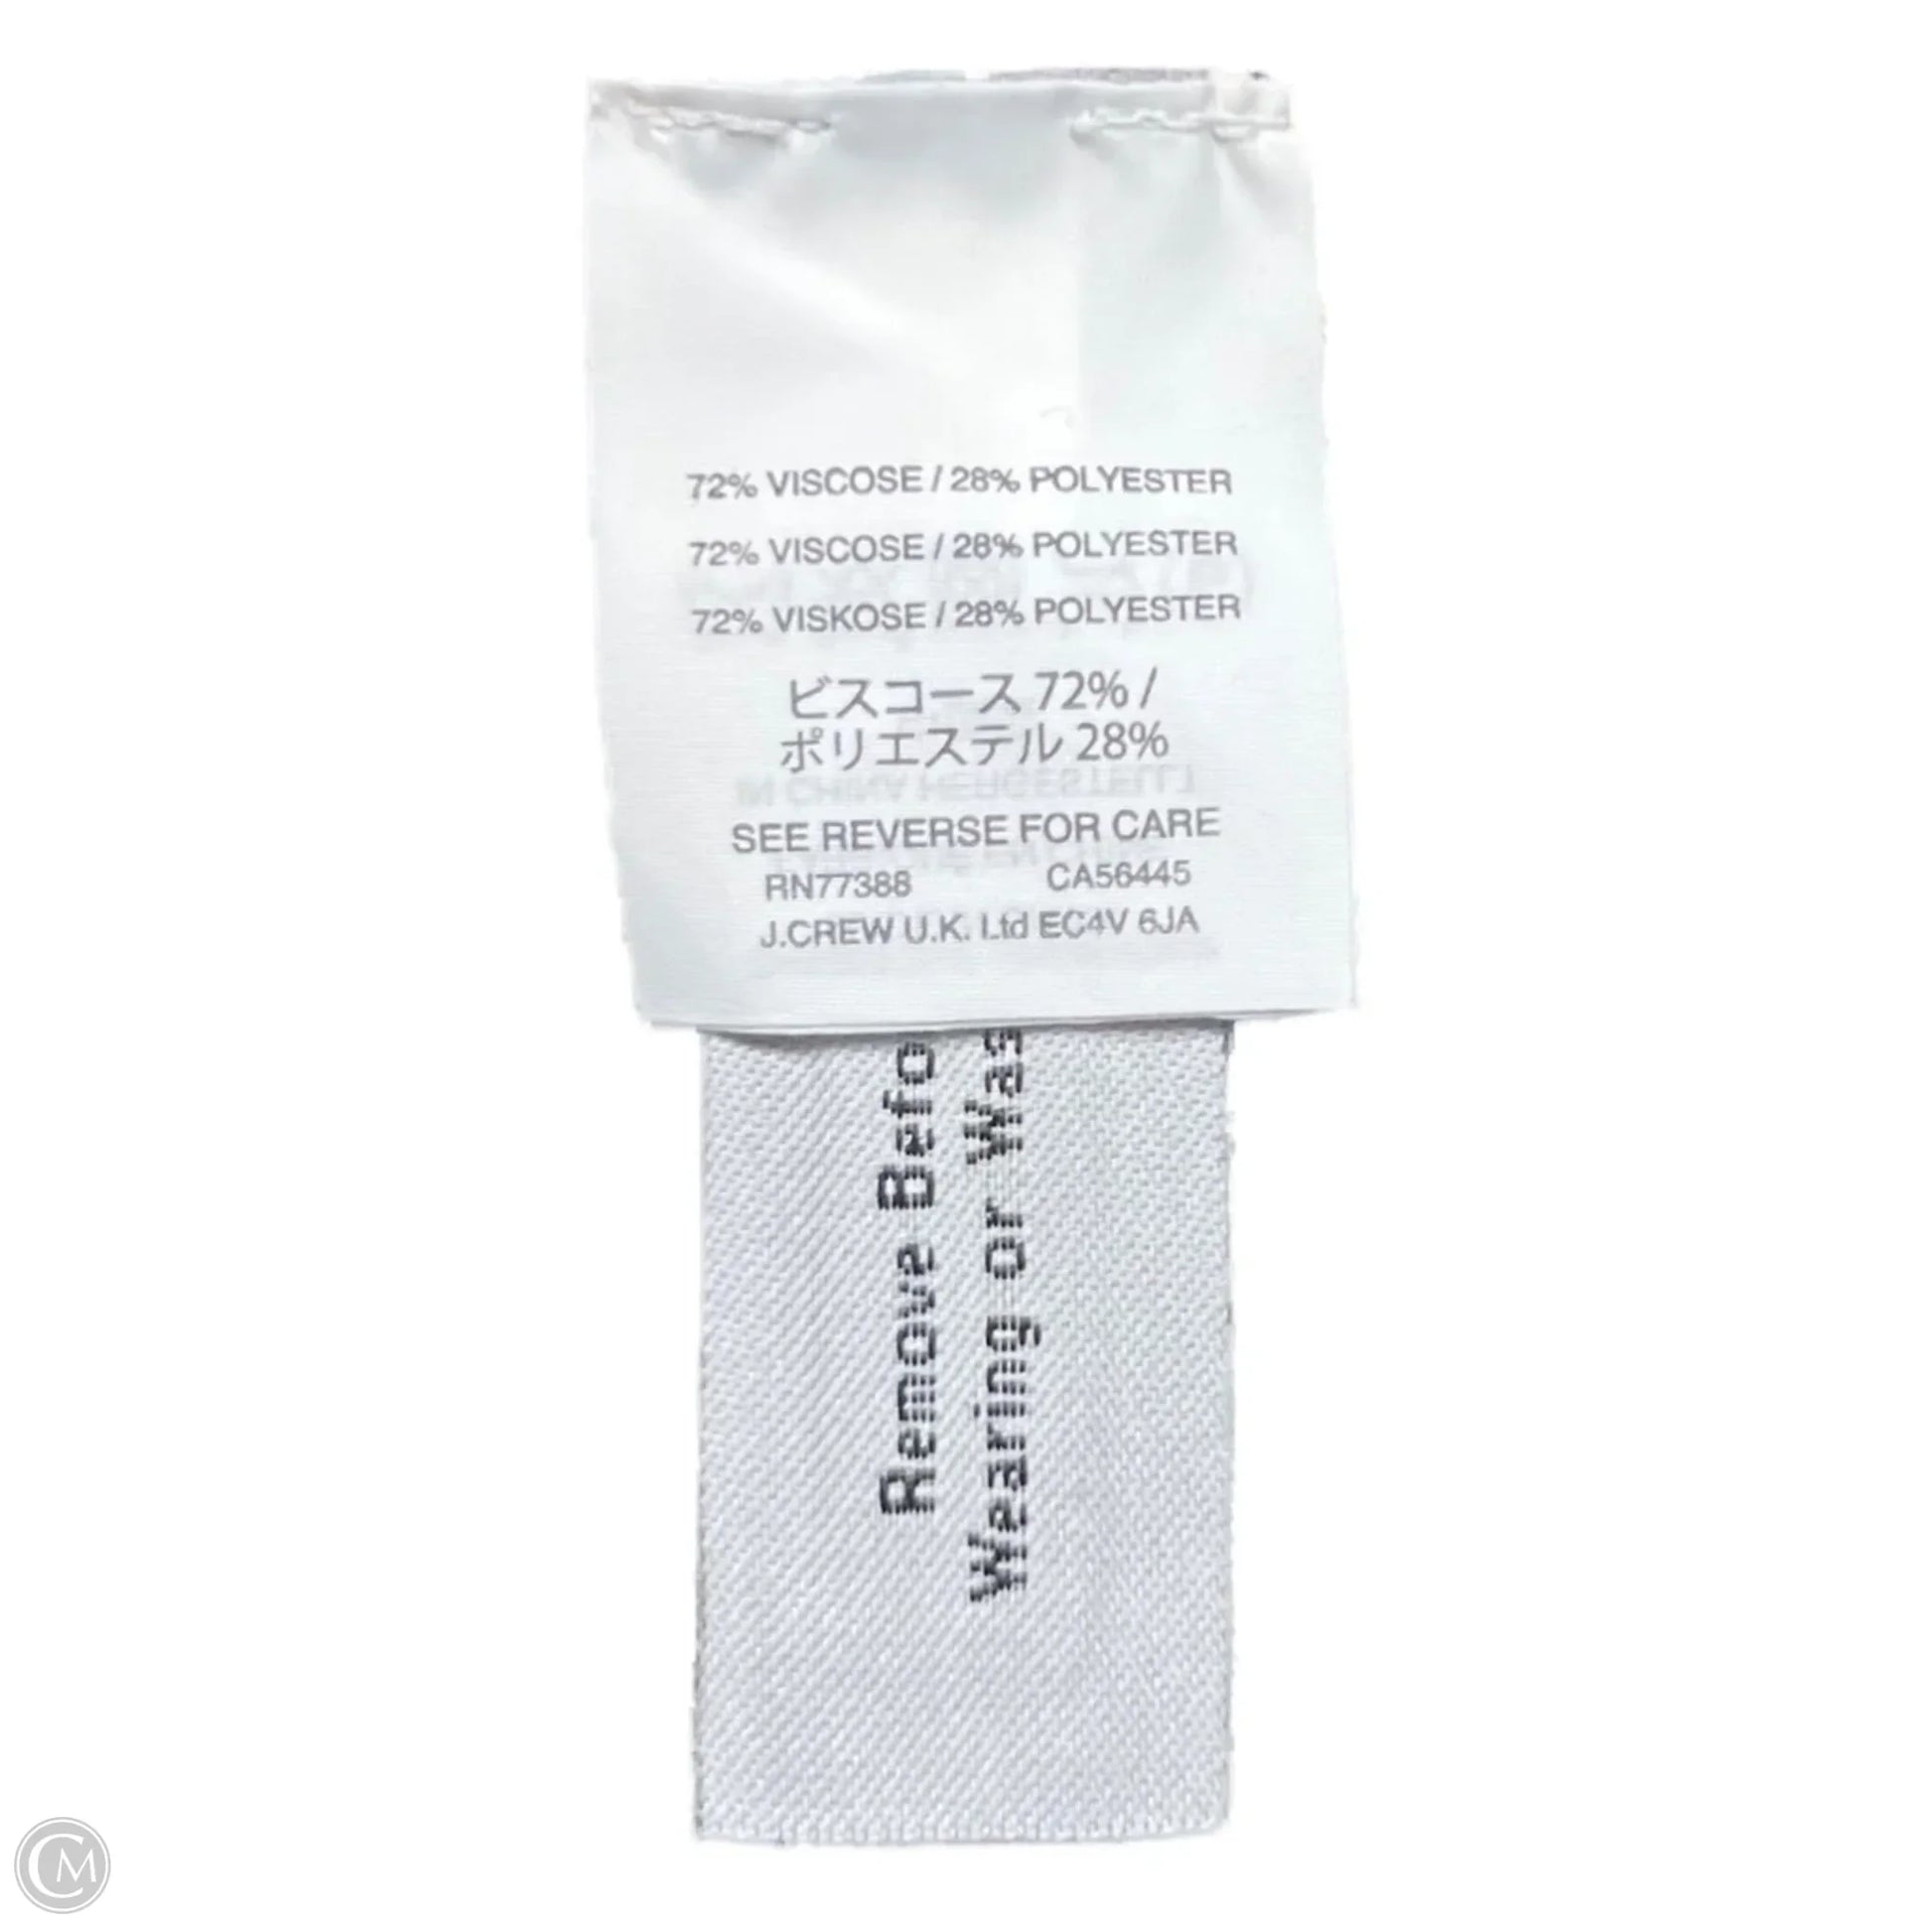 72% VISCOSE / 28% POLYESTER
72% VISCOSE / 28% POLYESTER
72% VISKOSE / 28% POLYESTER
ビスコース 72% /
ポリエステル 28%
SEE REVERSE FOR CARE
RN77388 CA56445
J.CREW U.K. Ltd EC4V 6JA
Remove Befo
Wearing or Was
CM